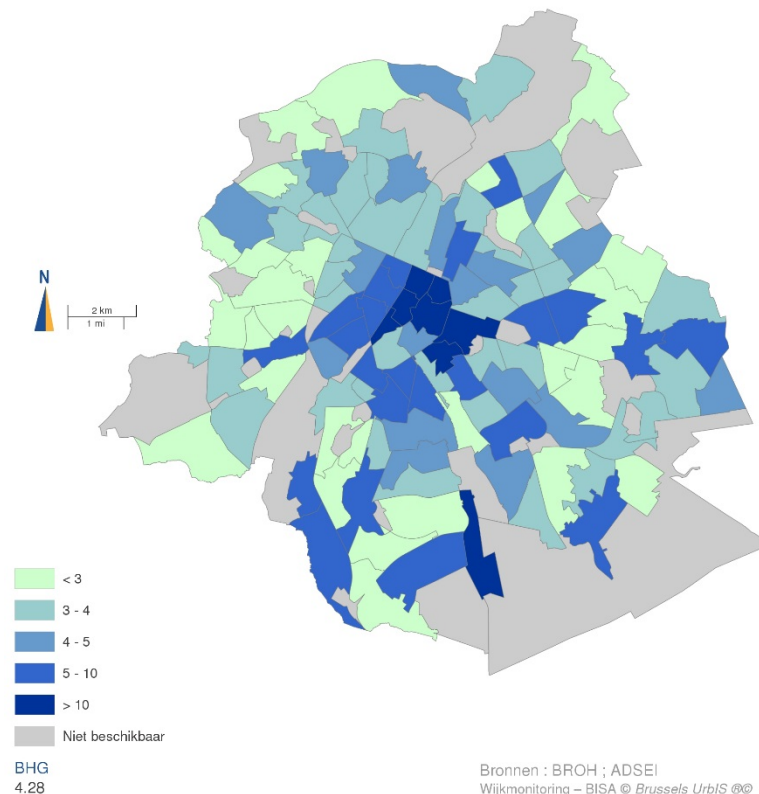 N
2 km
1 mi
< 3
3 - 4
4 - 5
5 - 10
> 10
Niet beschikbaar
BHG
4.28
Bronnen : BROH ; ADSEI
Wijkmonitoring – BISA © Brussels UrbIS ®©